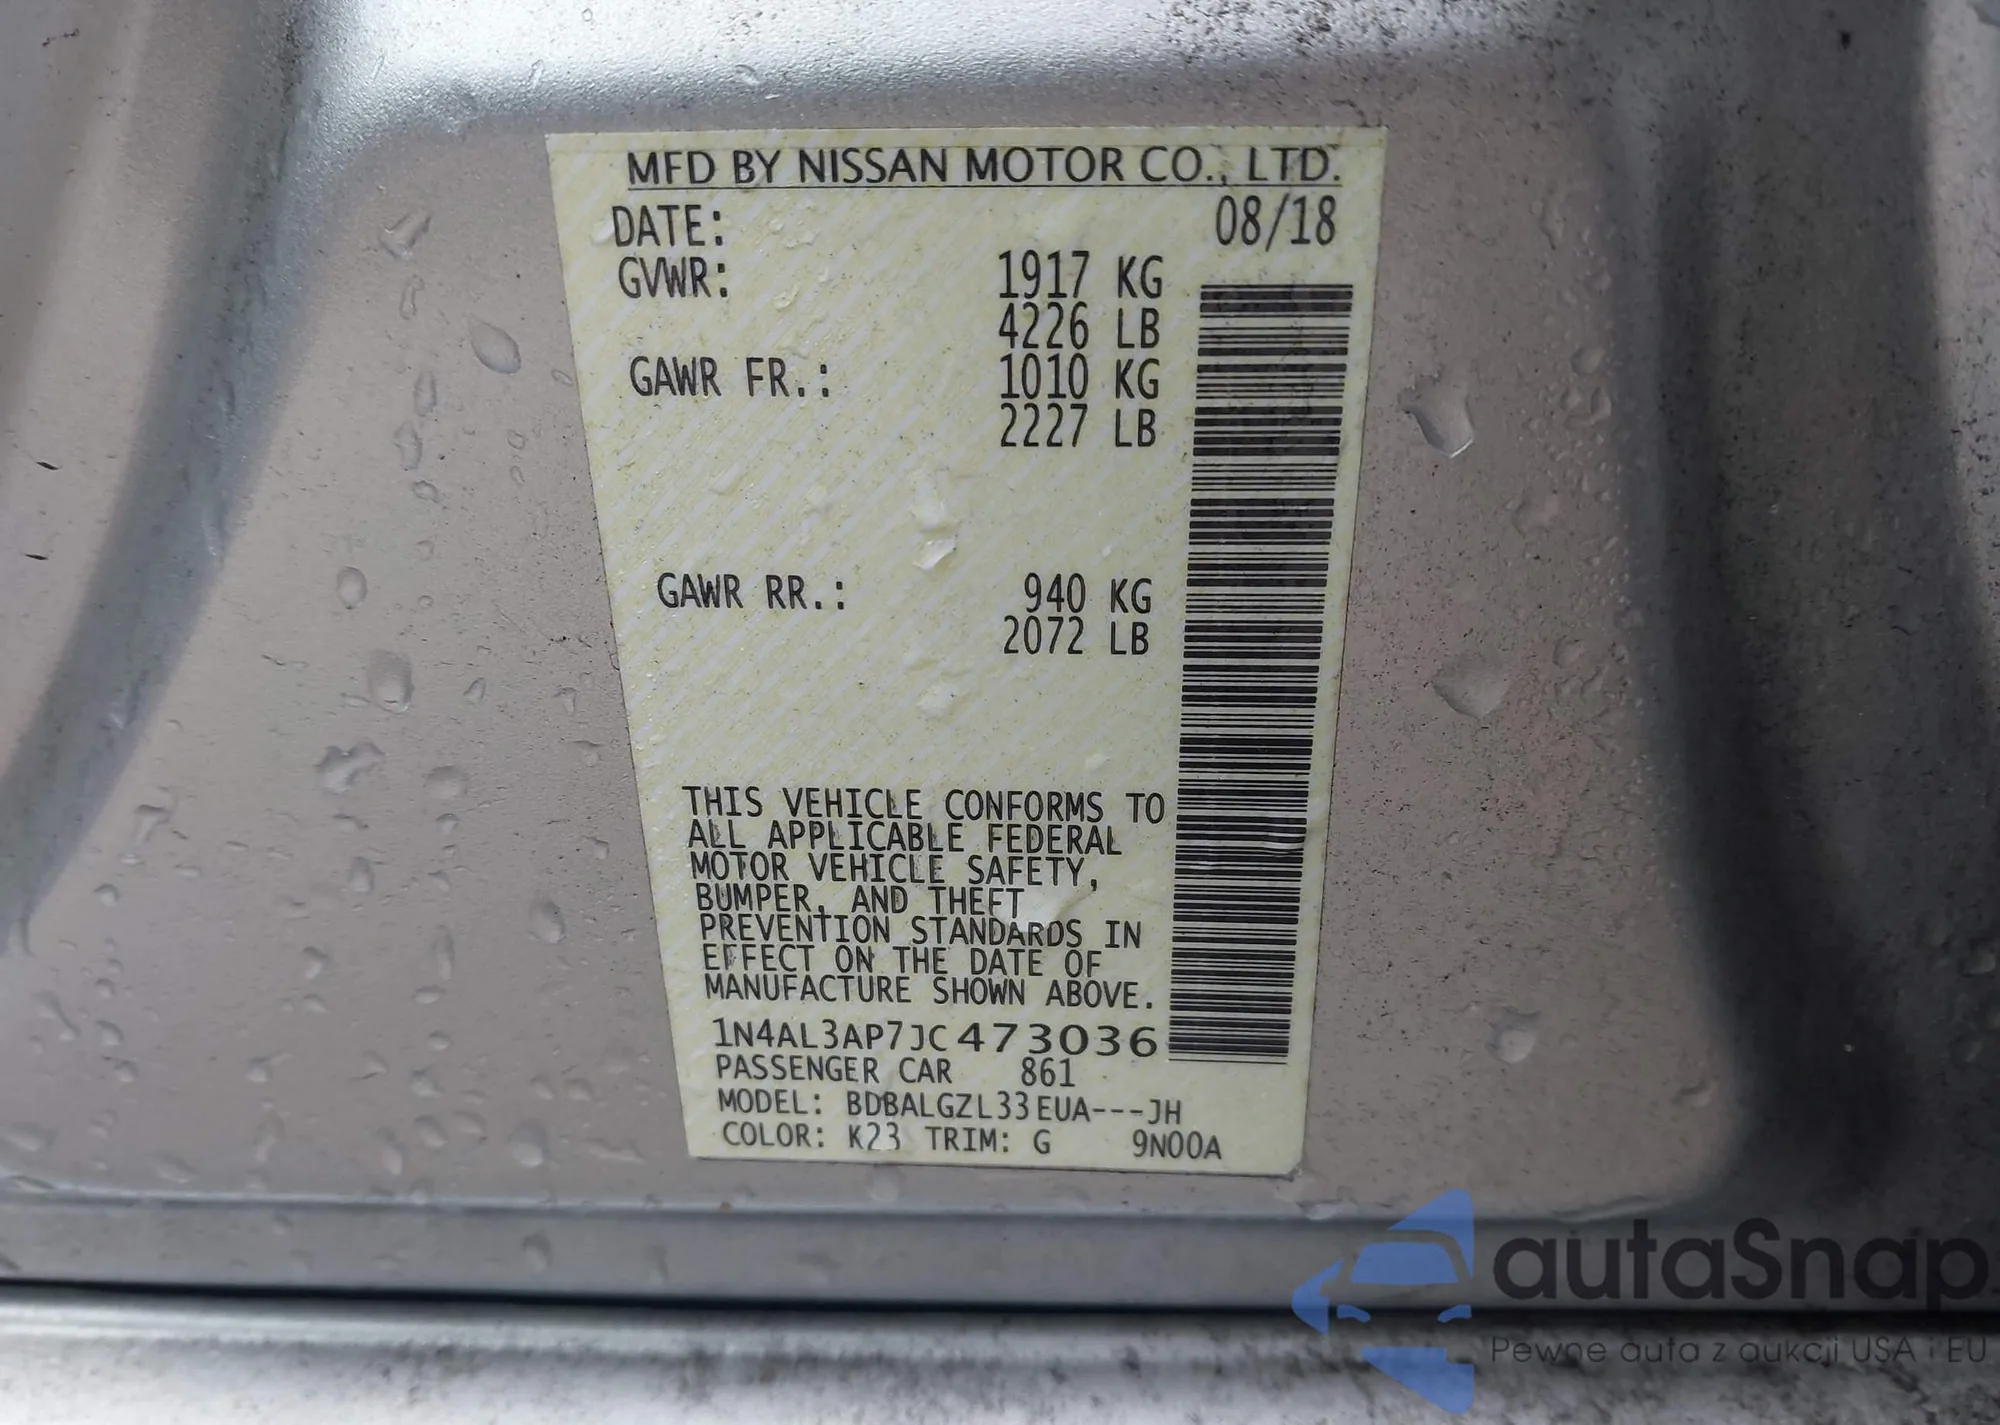 MFD BY NISSAN MOTOR CO., LTD.
DATE: 08/18
GVWR: 1917 KG
4226 LB
GAWR FR.: 1010 KG
2227 LB
GAWR RR.: 940 KG
2072 LB
THIS VEHICLE CONFORMS TO
ALL APPLICABLE FEDERAL
MOTOR VEHICLE SAFETY,
BUMPER, AND THEFT
PREVENTION STANDARDS IN
EFFECT ON THE DATE OF
MANUFACTURE SHOWN ABOVE.
1N4AL3AP7JC473036
PASSENGER CAR 861
MODEL: BDBALGZL33EUA---JH
COLOR: K23 TRIM: G 9N00A
autaSnap
Pewne auta z aukcji USA i EU